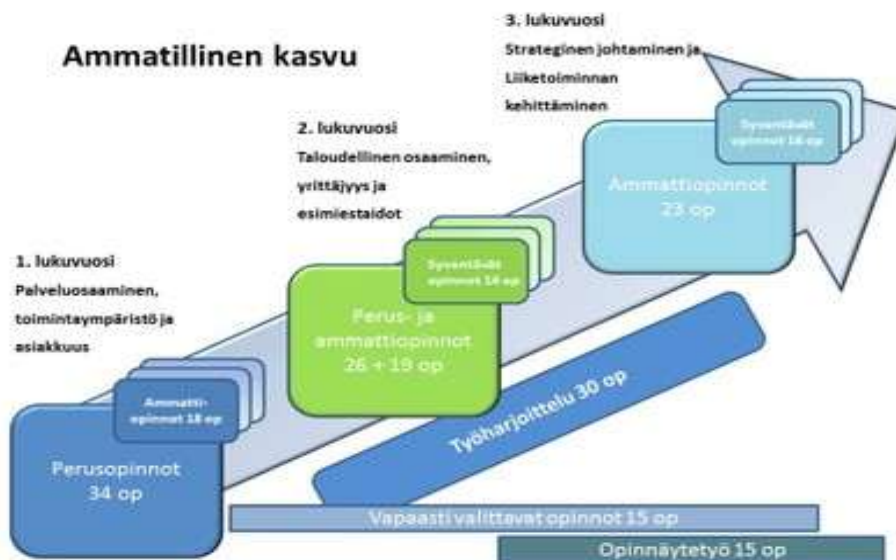 Ammatillinen kasvu
3. lukuvuosi
Strateginen johtaminen ja
Liiketoiminnan
kehittäminen
Syventävät
opinnot 16 op
Ammattiopinnot
23 op
2. lukuvuosi
Taloudellinen osaaminen,
yrittäjyys ja
esimiestaidot
Syventävät
opinnot 14 op
Perus- ja
ammattiopinnot
26 + 19 op
1. lukuvuosi
Palveluosaaminen,
toimintaympäristö ja
asiakkuus
Ammatti-
opinnot 18 op
Perusopinnot
34 op
Työharjoittelu 30 op
Vapaasti valittavat opinnot 15 op
Opinnäytetyö 15 op